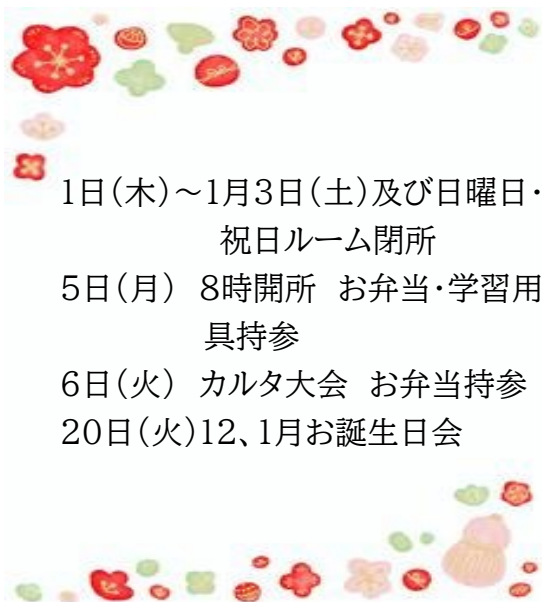 1日(木)~1月3日(土)及び日曜日・
祝日ルーム閉所
5日(月) 8時開所 お弁当・学習用
具持参
6日(火) カルタ大会 お弁当持参
20日(火)12、1月お誕生日会